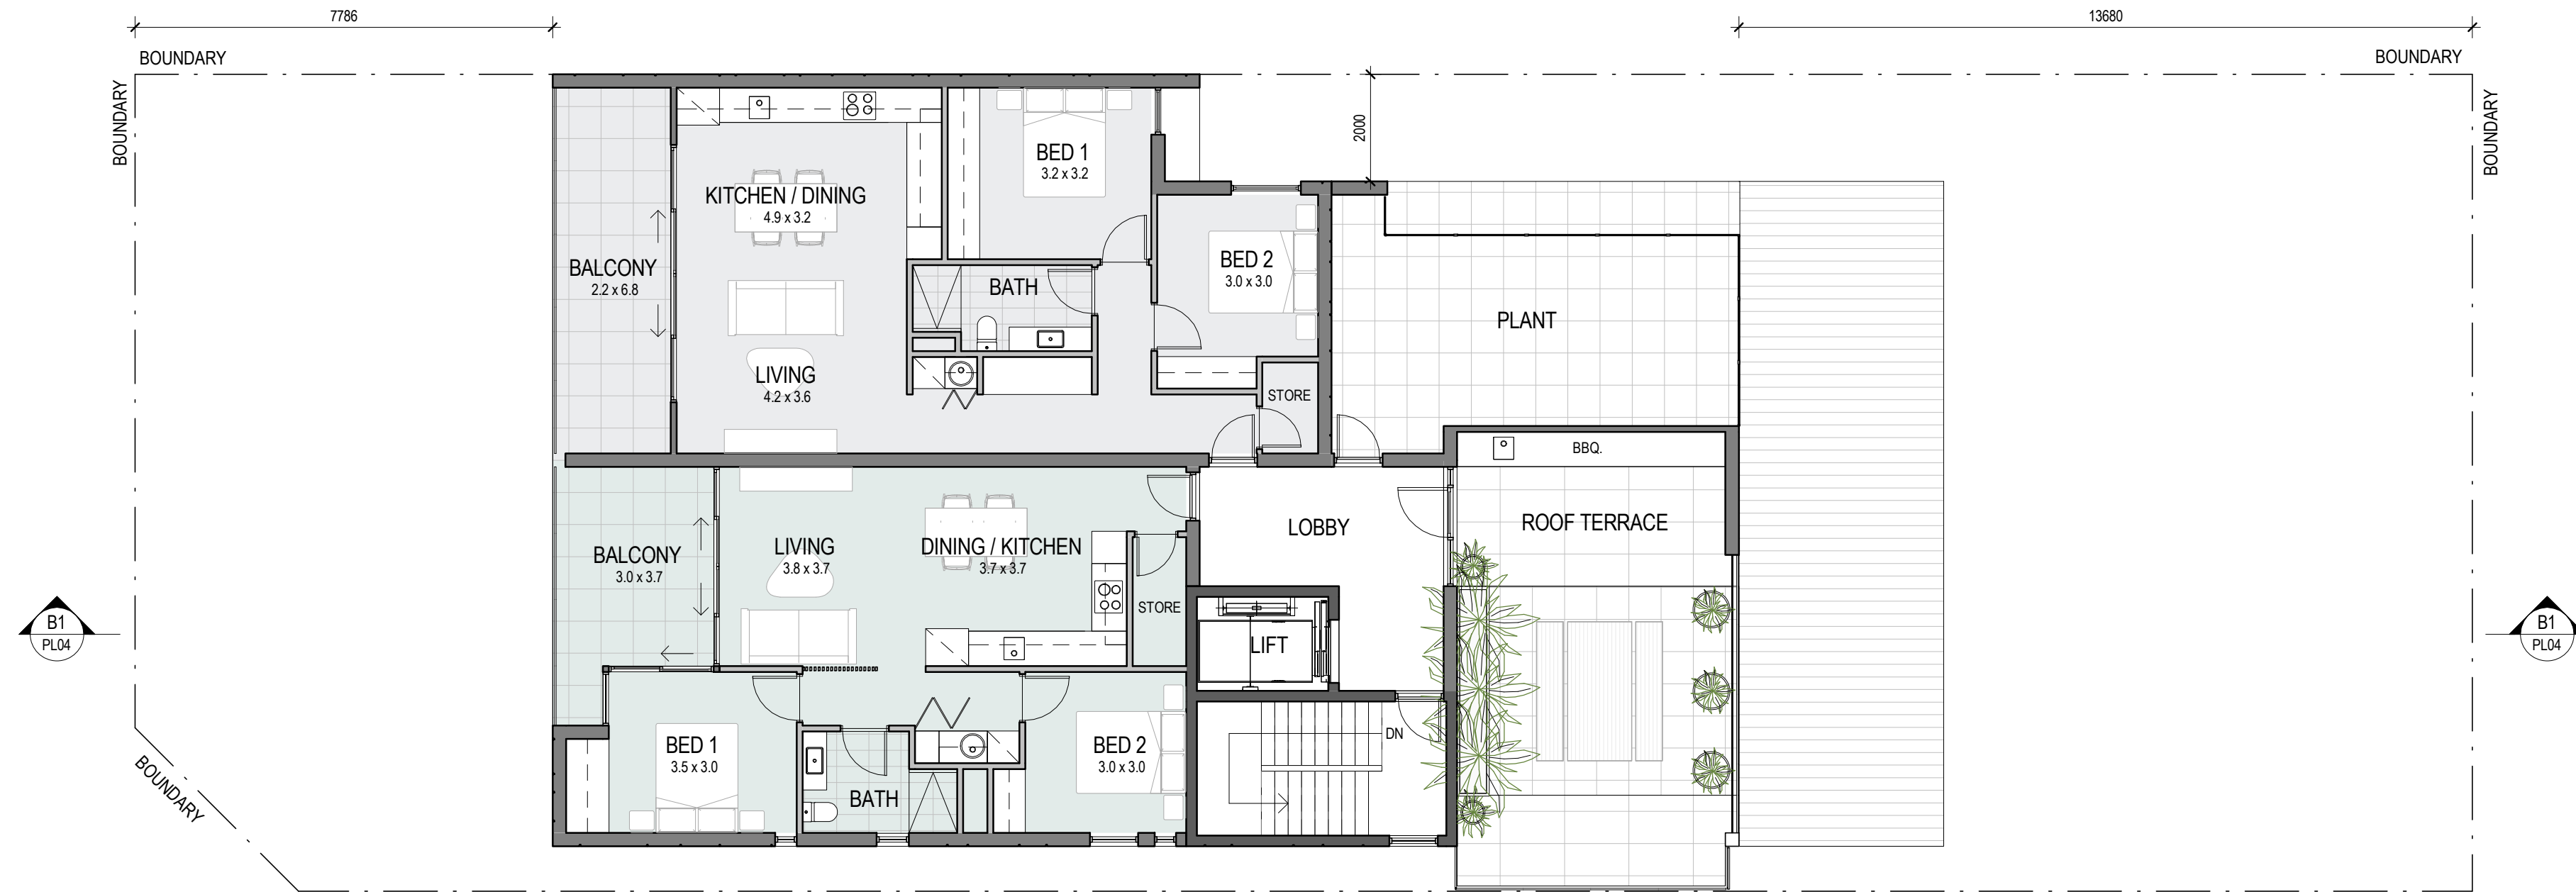 7786
13680
BOUNDARY
BOUNDARY
BOUNDARY
BOUNDARY
2000
BED 1
3.2 x 3.2
KITCHEN / DINING
4.9 x 3.2
BALCONY
2.2 x 6.8
BED 2
3.0 x 3.0
BATH
PLANT
LIVING
4.2 x 3.6
STORE
BBQ.
ROOF TERRACE
LOBBY
BALCONY
3.0 x 3.7
LIVING
3.8 x 3.7
DINING / KITCHEN
3.7 x 3.7
STORE
B1
PL04
LIFT
B1
PL04
DN
BED 1
3.5 x 3.0
BED 2
3.0 x 3.0
BATH
BOUNDARY